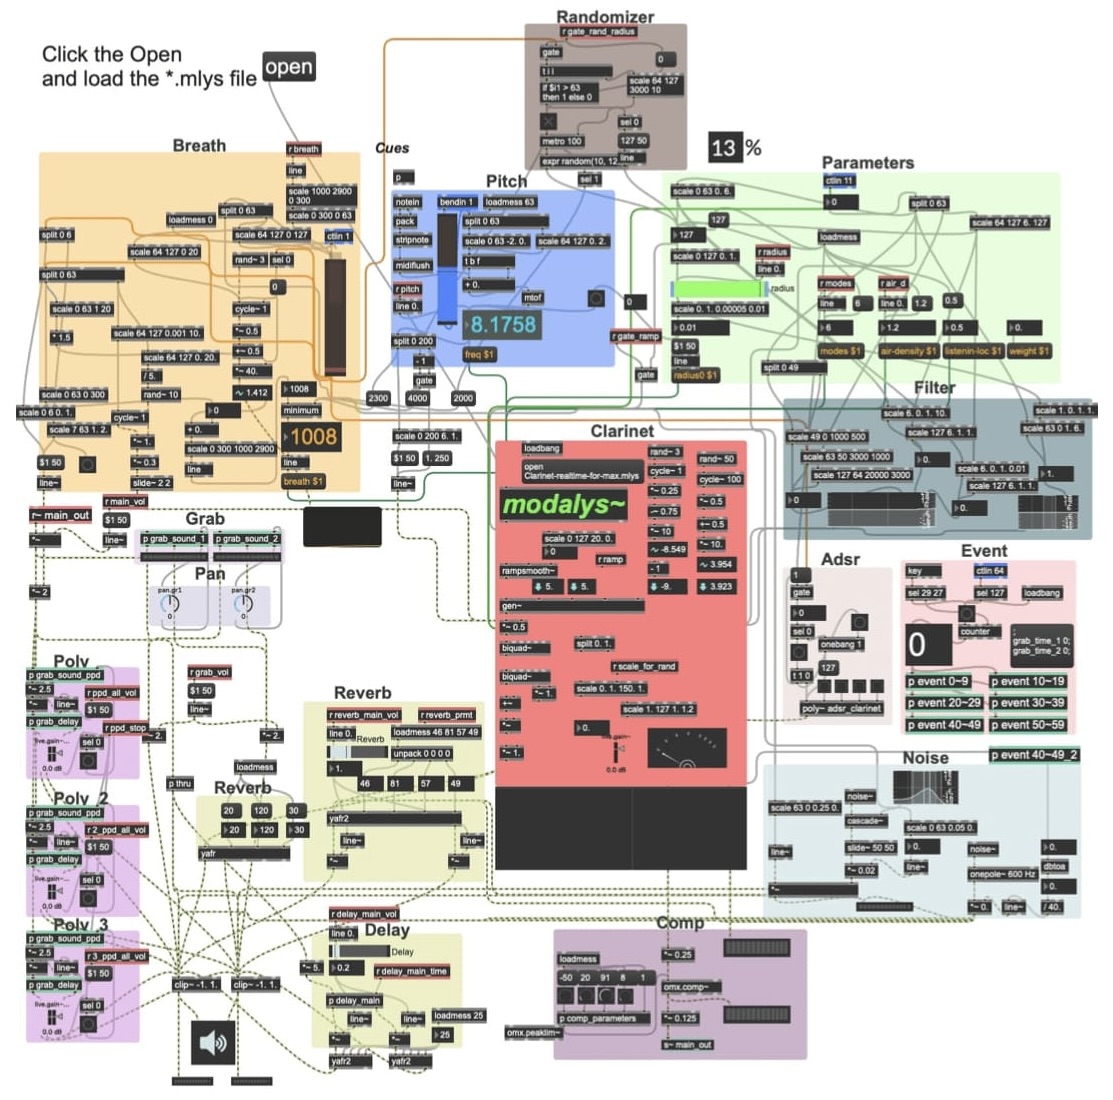 Click the Open
and load the *.mlys file
open
Randomizer
r gate_rand_radius
gate
0
t i i
scale 64 127
3000 10
if $i1 > 63
then 1 else 0
sel 0
metro 100
127 50
line
expr random(10, 12
sel 1
13 %
Breath
r breath
line
scale 1000 2900
0 300
scale 0 300 0 63
split 0 63
loadmess 0
split 0 6
scale 64 127 0 127
ctlin 1
scale 64 127 0 20
rand~ 3
sel 0
split 0 63
0
scale 0 63 1 20
cycle~ 1
* 1.5
scale 64 127 0.001 10.
*~ 0.5
+~ 0.5
scale 64 127 0. 20.
/ 5.
*~ 40.
scale 0 63 0 300
rand~ 10
1.412
1008
scale 0 6 0. 1.
cycle~ 1
0
minimum
scale 7 63 1. 2.
+ 0.
1008
*~ 1.
scale 0 300 1000 2900
$1 50
*~ 0.3
line
line
line~
slide~ 2 2
breath $1
Cues
p
Pitch
notein
bendin 1
loadmess 63
pack
split 0 63
stripnote
scale 0 63 -2. 0.
scale 64 127 0. 2.
midiflush
t b f
+ 0.
r pitch
line 0.
mtof
8.1758
split 0 200
freq $1
- 1
gate
2300
4000
2000
scale 0 200 6. 1.
$1 50
1, 250
line~
0
r gate_ramp
gate
Parameters
ctlin 11
scale 0 63 0. 6.
0
split 0 63
127
scale 64 127 6. 127
127
loadmess
scale 0 127 0. 1.
r radius
line 0.
r modes
r air_d
radius
line
6
line 0.
1.2
0.5
scale 0. 1. 0.00005 0.01
0.01
6
1.2
0.5
0.
$1 50
modes $1
air-density $1
listenin-loc $1
weight $1
line
split 0 49
radius0 $1
Filter
scale 6. 0. 1. 10.
scale 1. 0. 1. 1.
scale 49 0 1000 500
scale 127 6. 1. 1.
scale 63 0 1. 6.
scale 63 50 3000 1000
0.
scale 6. 0. 1. 0.01
scale 127 64 20000 3000
1.
scale 127 6. 1. 1.
0
0.
Clarinet
loadbang
rand~ 3
rand~ 50
open
Clarinet-realtime-for-max.mlys
cycle~ 1
cycle~ 100
modalys~
*~ 0.25
*~ 0.5
~ 0.75
+~ 0.5
*~ 10
*~ 10.
scale 0 127 20. 0.
-8.549
0
r ramp
3.954
rampsmooth~
- 1
5.
5.
-9.
3.923
gen~
*~ 0.5
split 0. 1.
biquad~
r scale_for_rand
biquad~
scale 0. 1. 150. 1.
*~ 1.
+~
scale 1. 127 1. 1.2
*~
0.
live.gain~
*~ 1.
0.0 dB
r main_vol
r~ main_out
$1 50
*~
line~
*~ 2
Grab
p grab_sound_1
p grab_sound_2
Pan
pan.gr1
pan.gr2
0
0
Poly
p grab_sound_ppd
*~ 2.5
r ppd_all_vol
*~
line~
$1 50
p grab_delay
r ppd_stop
live.gain~...
sel 0
0.0 dB
r grab_vol
$1 50
line~
*~ 2.
*~ 2.
Poly_2
p grab_sound_ppd
*~ 2.5
r 2_ppd_all_vol
*~
line~
$1 50
p grab_delay
live.gain~...
sel 0
0.0 dB
Poly_3
p grab_sound_ppd
*~ 2.5
r 3_ppd_all_vol
*~
line~
$1 50
p grab_delay
live.gain~...
sel 0
0.0 dB
p thru
loadmess
Reverb
20
120
30
20
120
30
yafr
Reverb
r reverb_main_vol
r reverb_prmt
line 0.
loadmess 46 81 57 49
Reverb
unpack 0 0 0 0
1.
46
81
57
49
yafr2
line~
line~
*~
*~
r delay_main_vol
line 0.
Delay
Delay
*~ 5.
0.2
r delay_main_time
clip~ -1. 1.
clip~ -1. 1.
p delay_main
line~
line~
loadmess 25
*~
*~
25
yafr2
yafr2
Comp
loadmess
*~ 0.25
-50
20
91
8
1
omx.comp~
p comp_parameters
*~ 0.125
omx.peaklim~
s~ main_out
Adsr
1
gate
0
sel 0
onebang 1
127
t 1 0
poly~ adsr_clarinet
Event
key
ctlin 64
sel 29 27
sel 127
loadbang
0
counter
;
grab_time_1 0;
grab_time_2 0;
p event 0~9
p event 10~19
p event 20~29
p event 30~39
p event 40~49
p event 50~59
p event 40~49_2
Noise
noise~
scale 63 0 0.25 0.
cascade~
scale 0 63 0.05 0.
line~
slide~ 50 50
0.
noise~
0.
dbtoa
*~ 0.02
line~
onepole~ 600 Hz
0.
*~
*~ 0.
line~
/ 40.